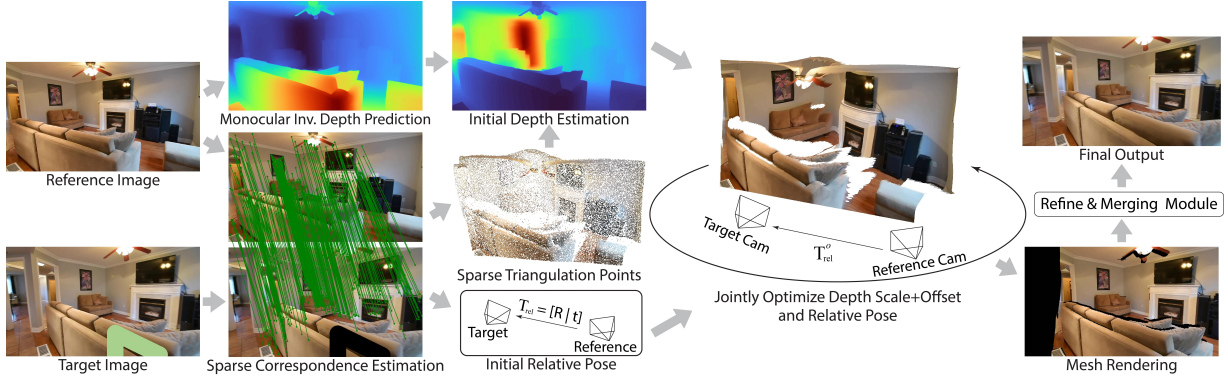 Reference Image
Monocular Inv. Depth Prediction
Initial Depth Estimation
Target Image
Sparse Correspondence Estimation
Sparse Triangulation Points
T_rel = [R | t]
Target
Reference
Initial Relative Pose
Target Cam
T^o_rel
Reference Cam
Jointly Optimize Depth Scale+Offset
and Relative Pose
Final Output
Refine & Merging Module
Mesh Rendering